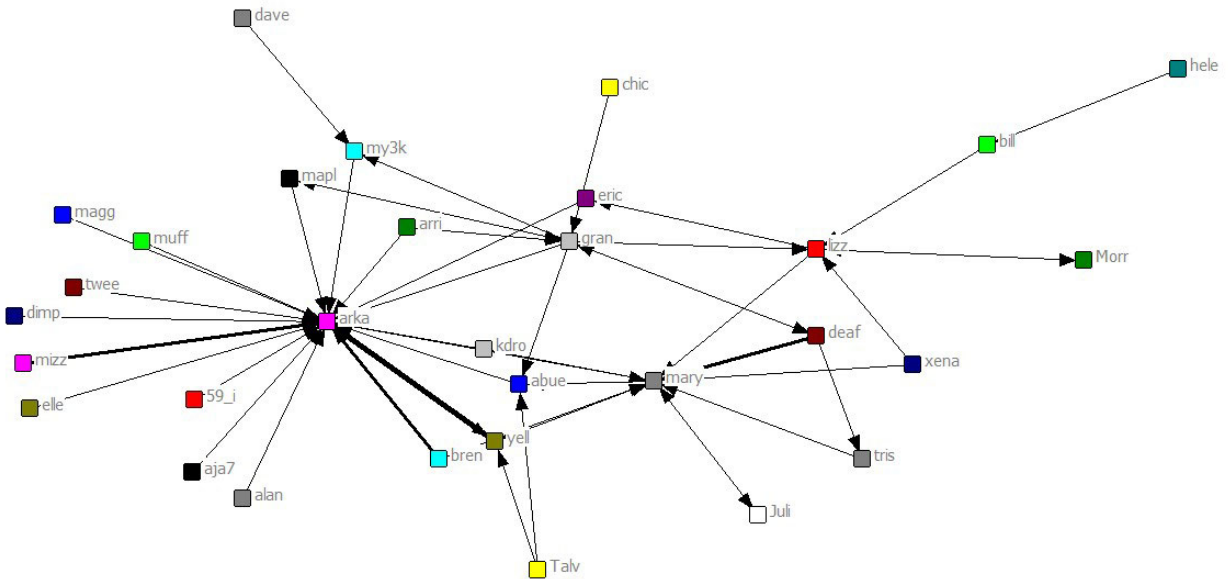 dave
hele
chic
bill
my3k
mapl
eric
magg
arri
muff
gran
lizz
Morr
twee
dimp
arka
deaf
kdro
mizz
xena
abue
mary
elle
59_i
yell
bren
tris
aja7
alan
Juli
Talv